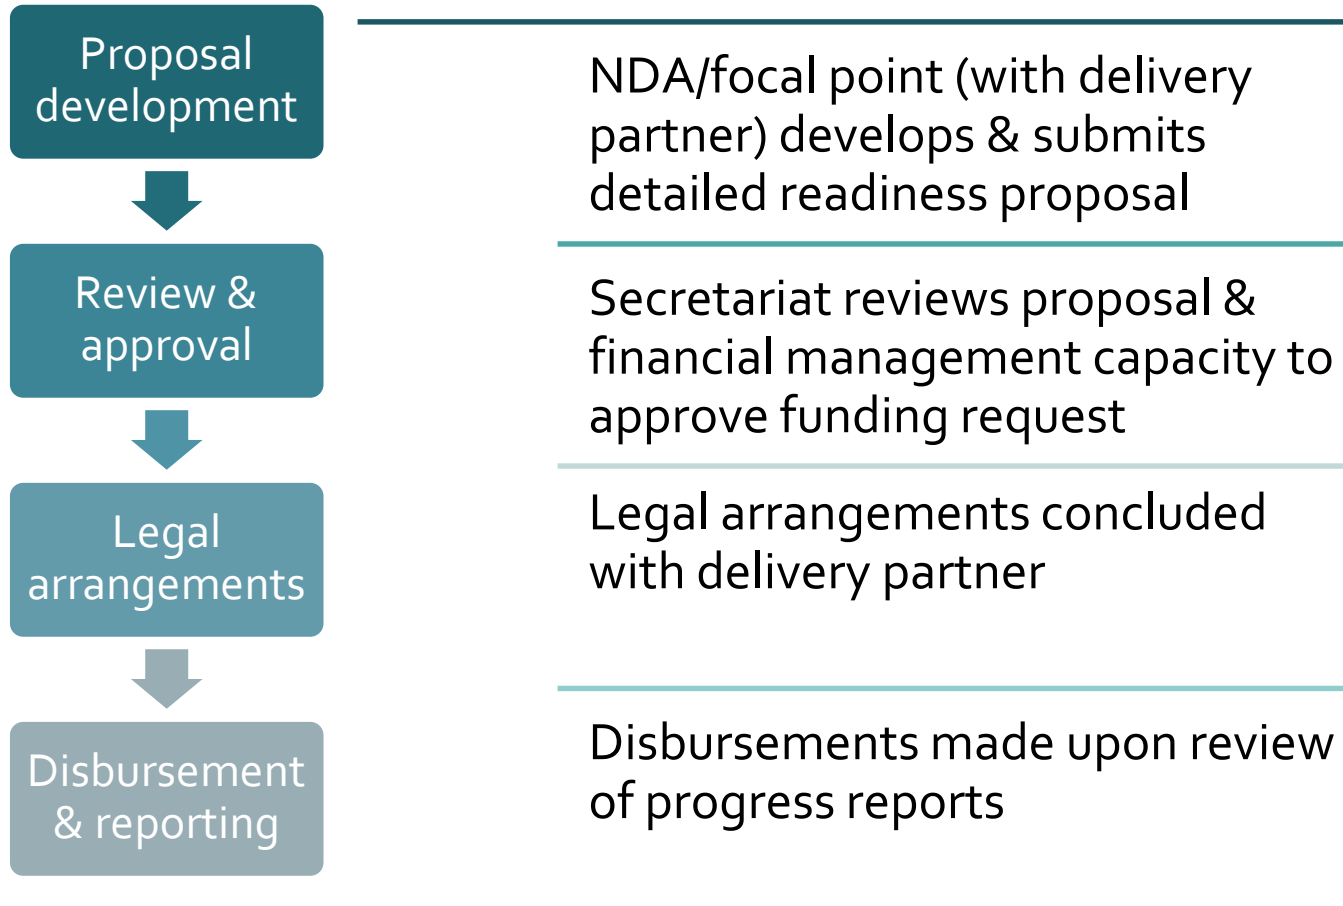 Proposal
development
NDA/focal point (with delivery
partner) develops & submits
detailed readiness proposal
Review &
approval
Secretariat reviews proposal &
financial management capacity to
approve funding request
Legal
arrangements
Legal arrangements concluded
with delivery partner
Disbursement
& reporting
Disbursements made upon review
of progress reports